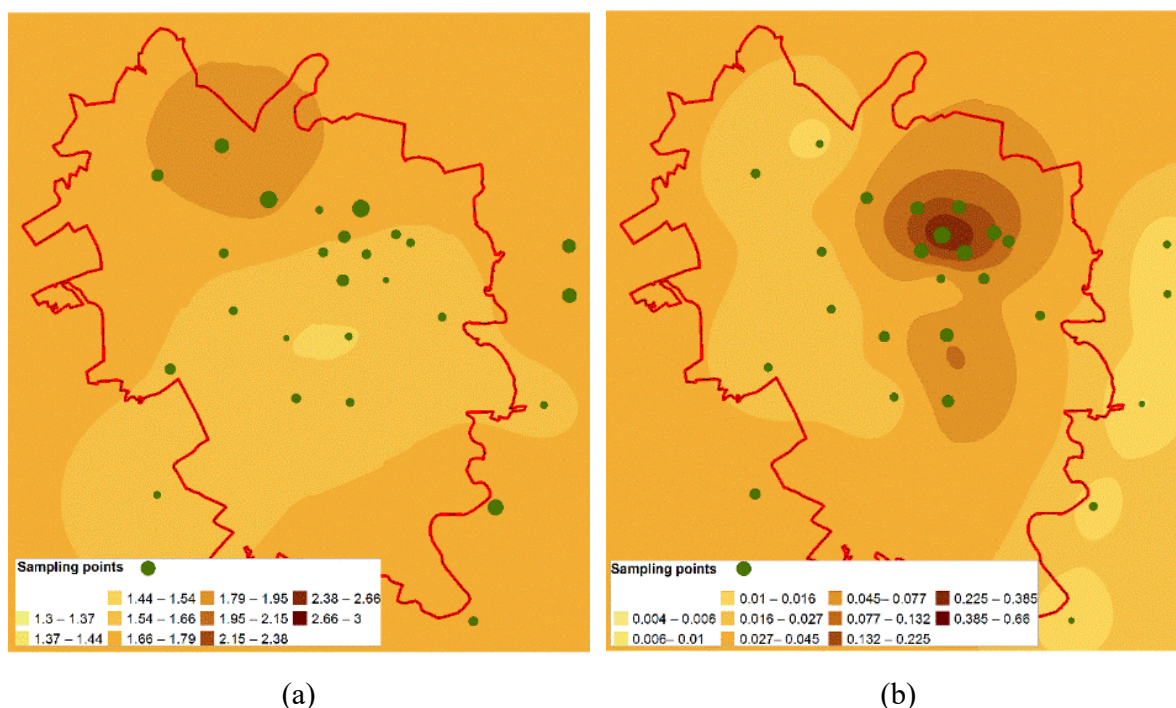 Sampling points
1.44 – 1.54 1.79 – 1.95 2.38 – 2.66
1.3 – 1.37 1.54 – 1.66 1.95 – 2.15 2.66 – 3
1.37 – 1.44 1.66 – 1.79 2.15 – 2.38
(a)
Sampling points
0.01 – 0.016 0.045–0.077 0.225–0.385
0.004 – 0.006 0.016 – 0.027 0.077–0.132 0.385–0.66
0.006– 0.01 0.027–0.045 0.132–0.225
(b)